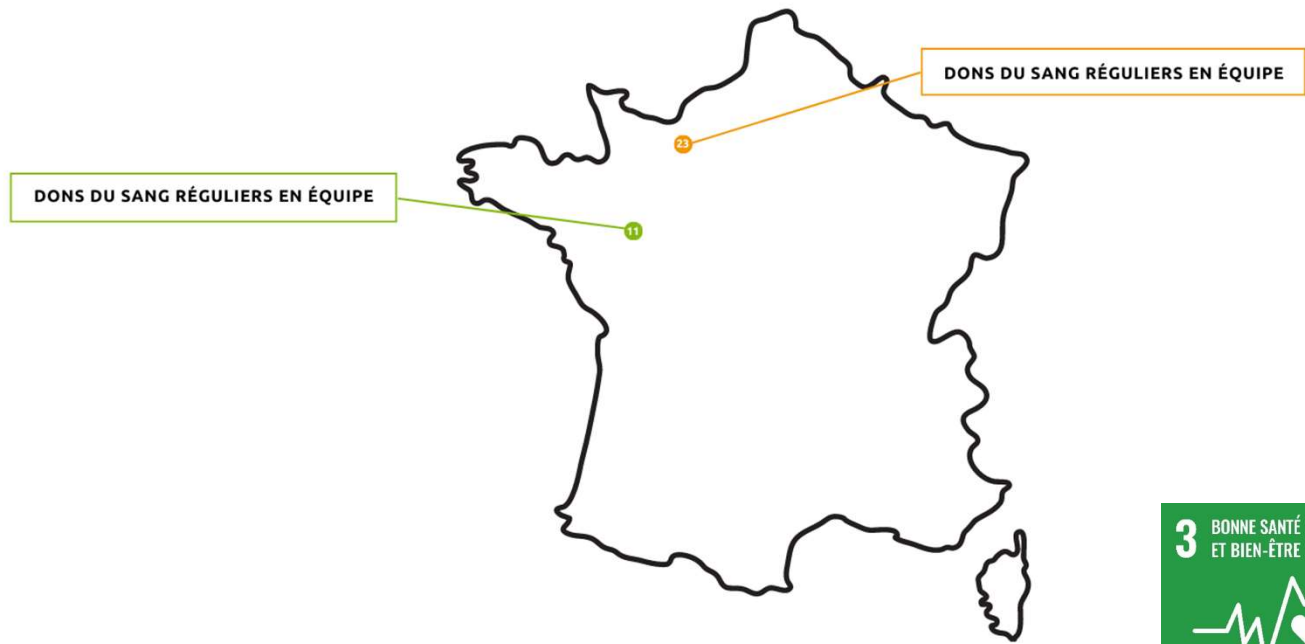 DONS DU SANG RÉGULIERS EN ÉQUIPE
23
DONS DU SANG RÉGULIERS EN ÉQUIPE
11
3 BONNE SANTÉ
ET BIEN-ÊTRE